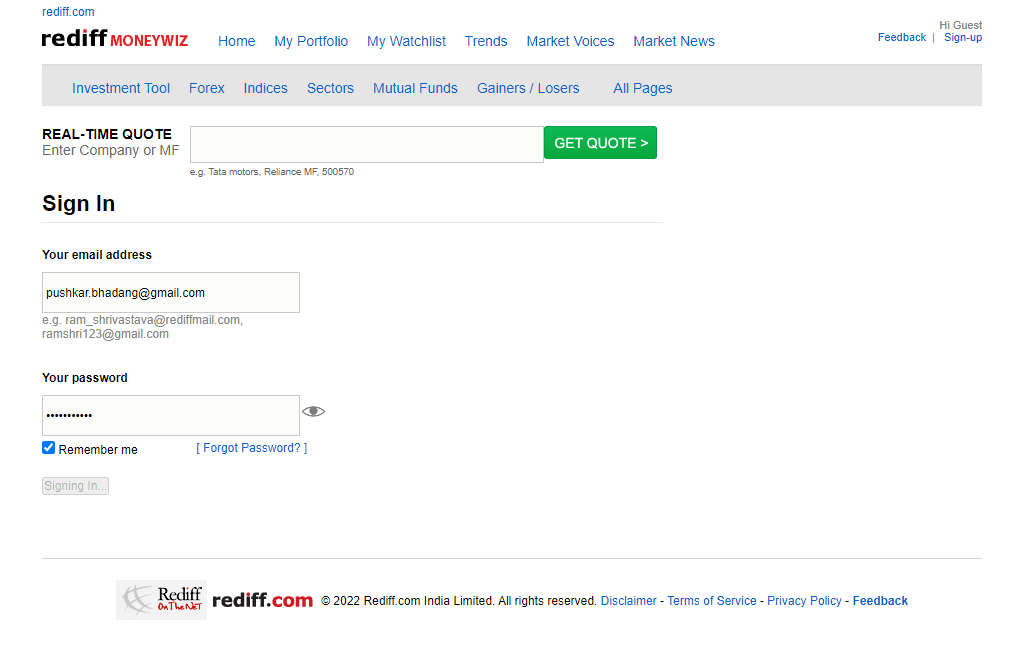 rediff.com
rediff MONEYWIZ
Home My Portfolio My Watchlist Trends Market Voices Market News
Hi Guest
Feedback | Sign-up
Investment Tool Forex Indices Sectors Mutual Funds Gainers / Losers All Pages
REAL-TIME QUOTE
Enter Company or MF
GET QUOTE >
e.g. Tata motors, Reliance MF, 500570
Sign In
Your email address
pushkar.bhadang@gmail.com
e.g. ram_shrivastava@rediffmail.com,
ramshri123@gmail.com
Your password
•••••••••••
Remember me [ Forgot Password? ]
Signing In...
Rediff
On The Net
rediff.com © 2022 Rediff.com India Limited. All rights reserved. Disclaimer - Terms of Service - Privacy Policy - Feedback